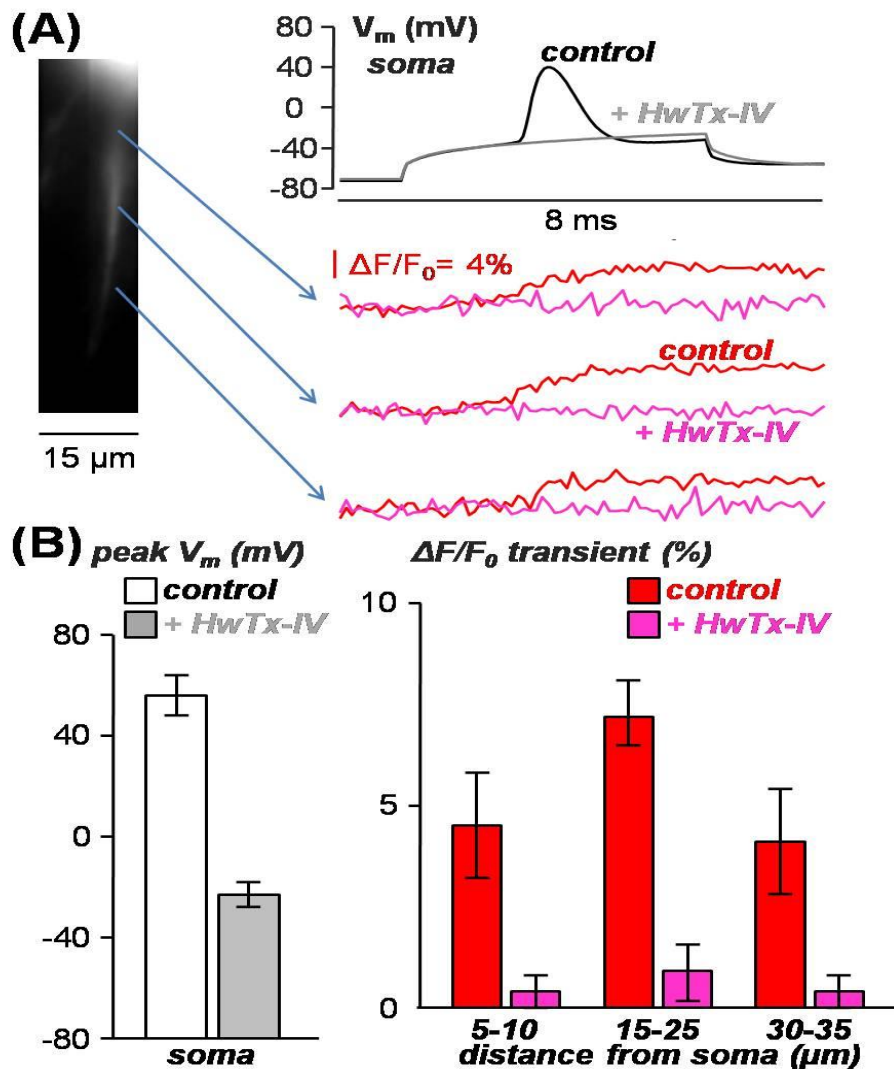 (A)
15 µm
80
40
0
-40
-80
Vm (mV)
soma
control
+ HwTx-IV
8 ms
ΔF/F0= 4%
control
+ HwTx-IV
(B)
peak Vm (mV)
control
+ HwTx-IV
80
40
0
-40
-80
soma
ΔF/F0 transient (%)
control
+ HwTx-IV
10
5
0
5-10 15-25 30-35
distance from soma (µm)